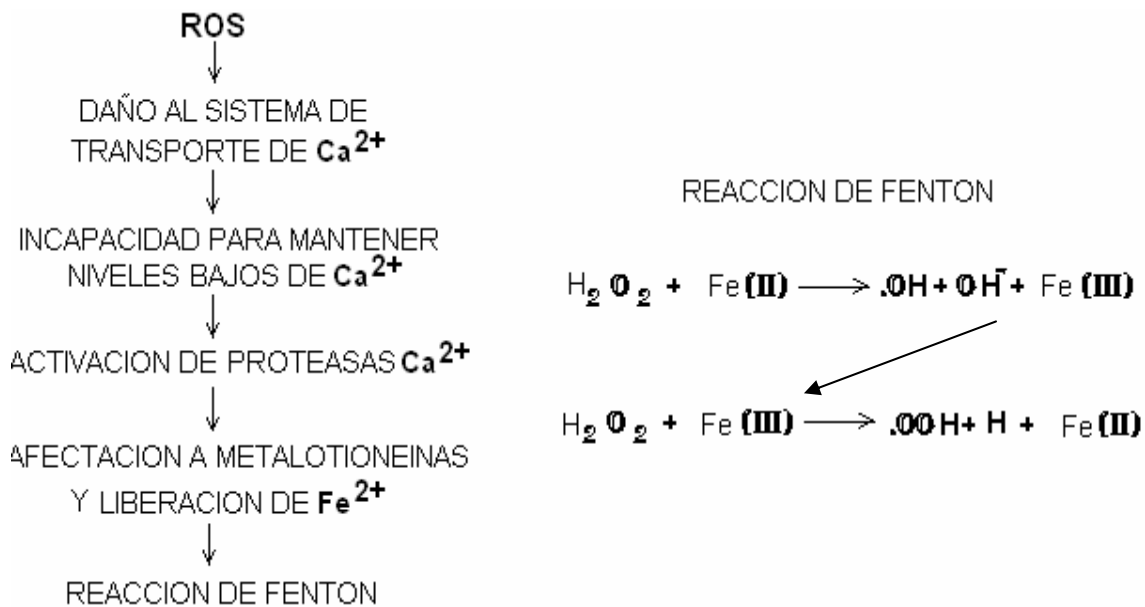 ROS
DAÑO AL SISTEMA DE
TRANSPORTE DE Ca²⁺
INCAPACIDAD PARA MANTENER
NIVELES BAJOS DE Ca²⁺
ACTIVACION DE PROTEASAS Ca²⁺
AFECTACION A METALOTIONEINAS
Y LIBERACION DE Fe²⁺
REACCION DE FENTON
REACCION DE FENTON
H₂O₂ + Fe(II) → .OH + OH⁻ + Fe(III)
H₂O₂ + Fe(III) → .OOH + H + Fe(II)